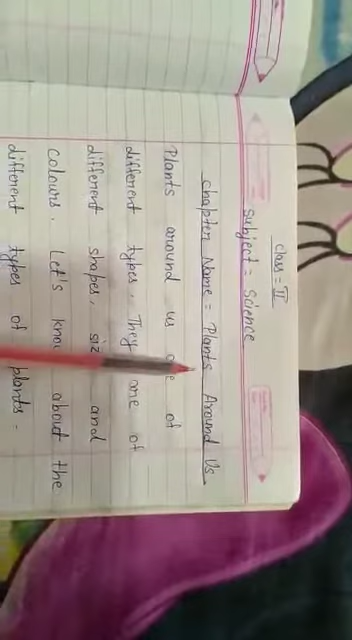 class = II
Subject = Science
Chapter Name = Plants Around Us
Plants around us of
different types. They are of
different shapes, and
colours. Let's about the
different types of plants -